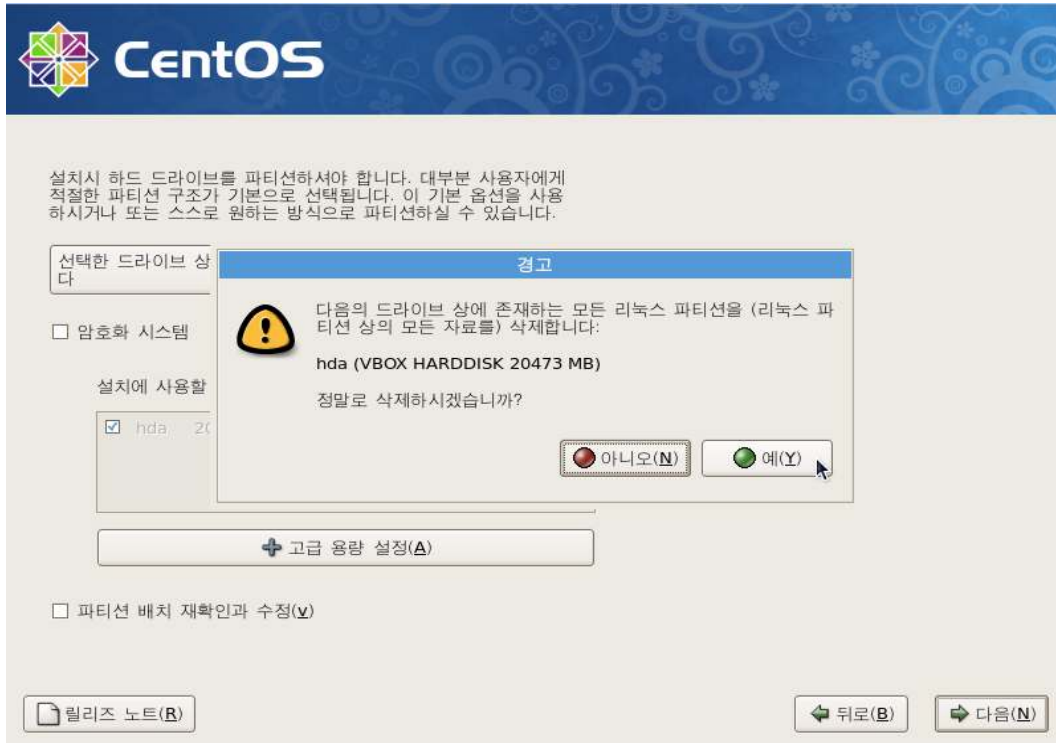 CentOS
설치시 하드 드라이브를 파티션하셔야 합니다. 대부분 사용자에게
적절한 파티션 구조가 기본으로 선택됩니다. 이 기본 옵션을 사용
하시거나 또는 스스로 원하는 방식으로 파티션하실 수 있습니다.
선택한 드라이브 상
다
경고
다음의 드라이브 상에 존재하는 모든 리눅스 파티션을 (리눅스 파
티션 상의 모든 자료를) 삭제합니다:
hda (VBOX HARDDISK 20473 MB)
정말로 삭제하시겠습니까?
아니오(N)
예(Y)
암호화 시스템
설치에 사용할
hda 20
고급 용량 설정(A)
파티션 배치 재확인과 수정(v)
릴리즈 노트(R)
뒤로(B)
다음(N)